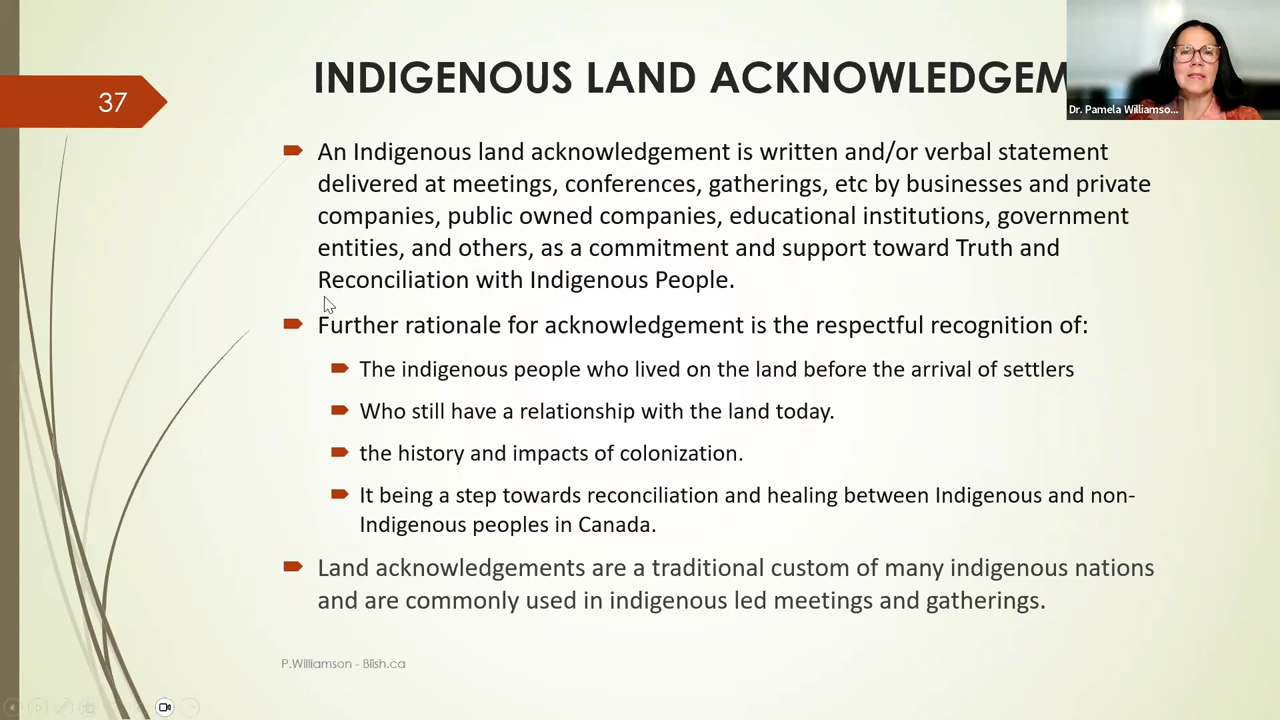 37
INDIGENOUS LAND ACKNOWLEDGEM
Dr. Pamela Williamso...
An Indigenous land acknowledgement is written and/or verbal statement
delivered at meetings, conferences, gatherings, etc by businesses and private
companies, public owned companies, educational institutions, government
entities, and others, as a commitment and support toward Truth and
Reconciliation with Indigenous People.
Further rationale for acknowledgement is the respectful recognition of:
The indigenous people who lived on the land before the arrival of settlers
Who still have a relationship with the land today.
the history and impacts of colonization.
It being a step towards reconciliation and healing between Indigenous and non-
Indigenous peoples in Canada.
Land acknowledgements are a traditional custom of many indigenous nations
and are commonly used in indigenous led meetings and gatherings.
P.Williamson - Biish.ca